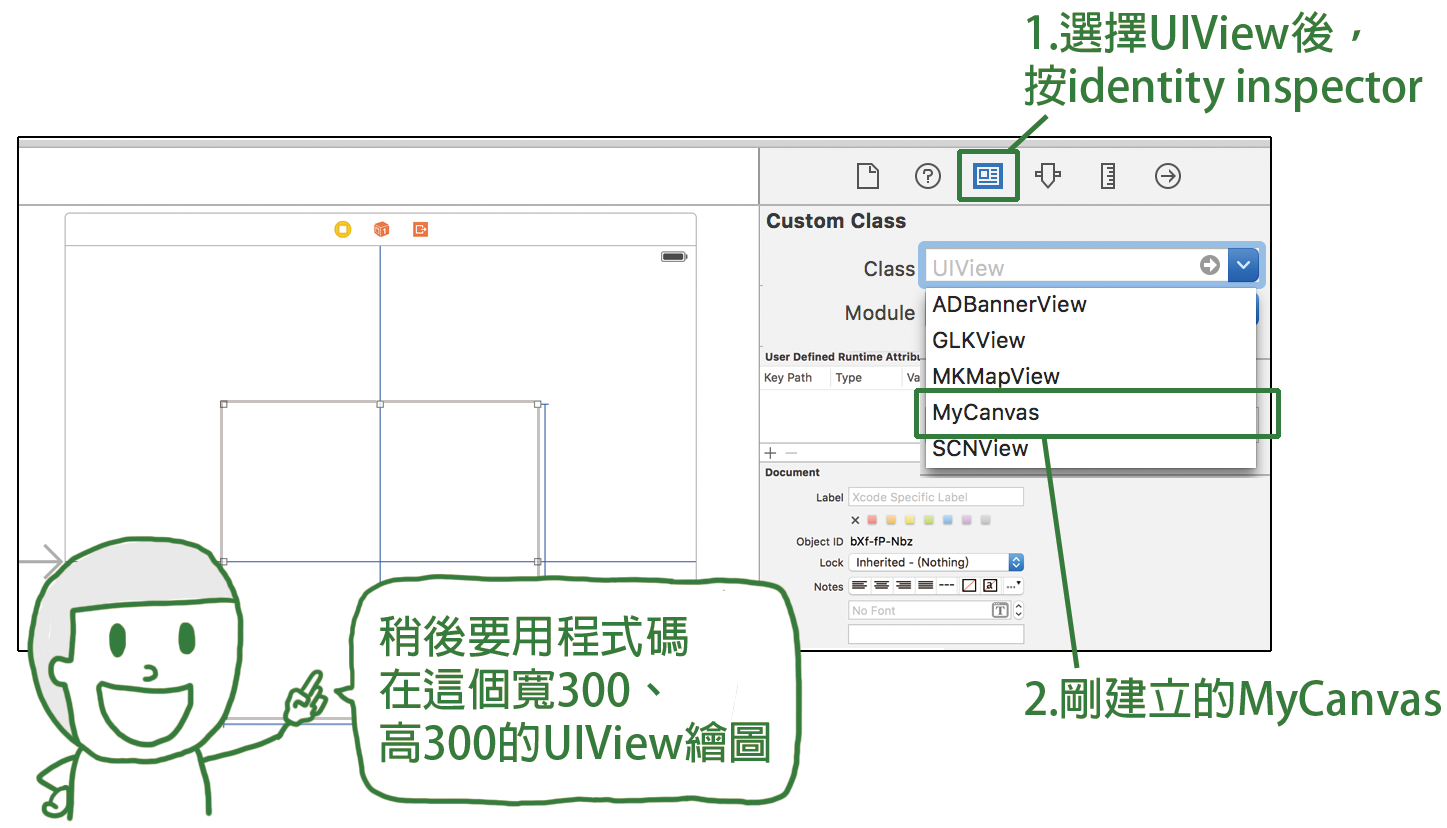 1.選擇UIView後，
按identity inspector
Custom Class
Class UIView
ADBannerView
Module
GLKView
User Defined Runtime Attribu
MKMapView
Key Path Type Va
MyCanvas
SCNView
Document
Label Xcode Specific Label
Object ID bXf-fP-Nbz
Lock Inherited - (Nothing)
Notes
No Font
稍後要用程式碼
在這個寬300、
高300的UIView繪圖
2.剛建立的MyCanvas